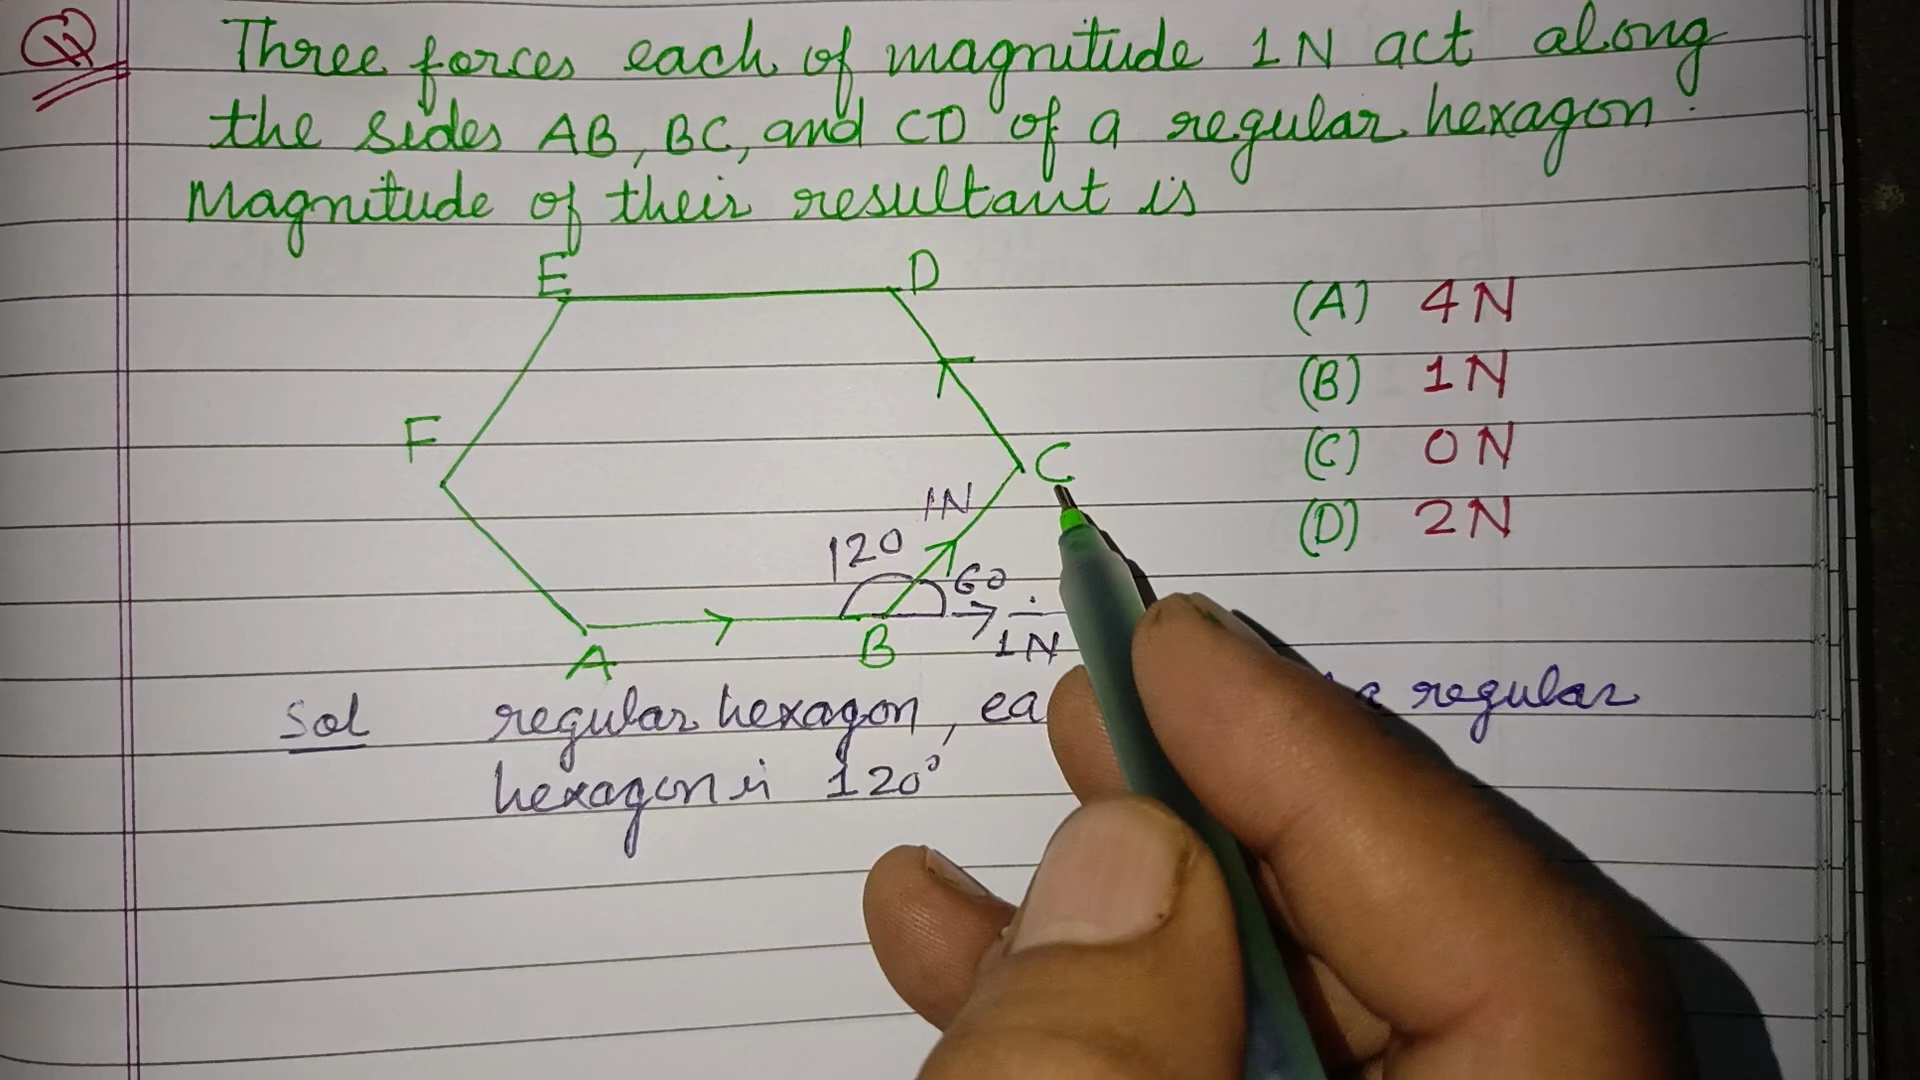 Q
Three forces each of magnitude 1N act along
the sides AB, BC, and CD of a regular hexagon.
Magnitude of their resultant is
E
D
(A) 4N
(B) 1N
F
C
(C) 0N
1N
(D) 2N
120
60
1N
A
B
Sol regular hexagon, a regular
hexagon is 120°